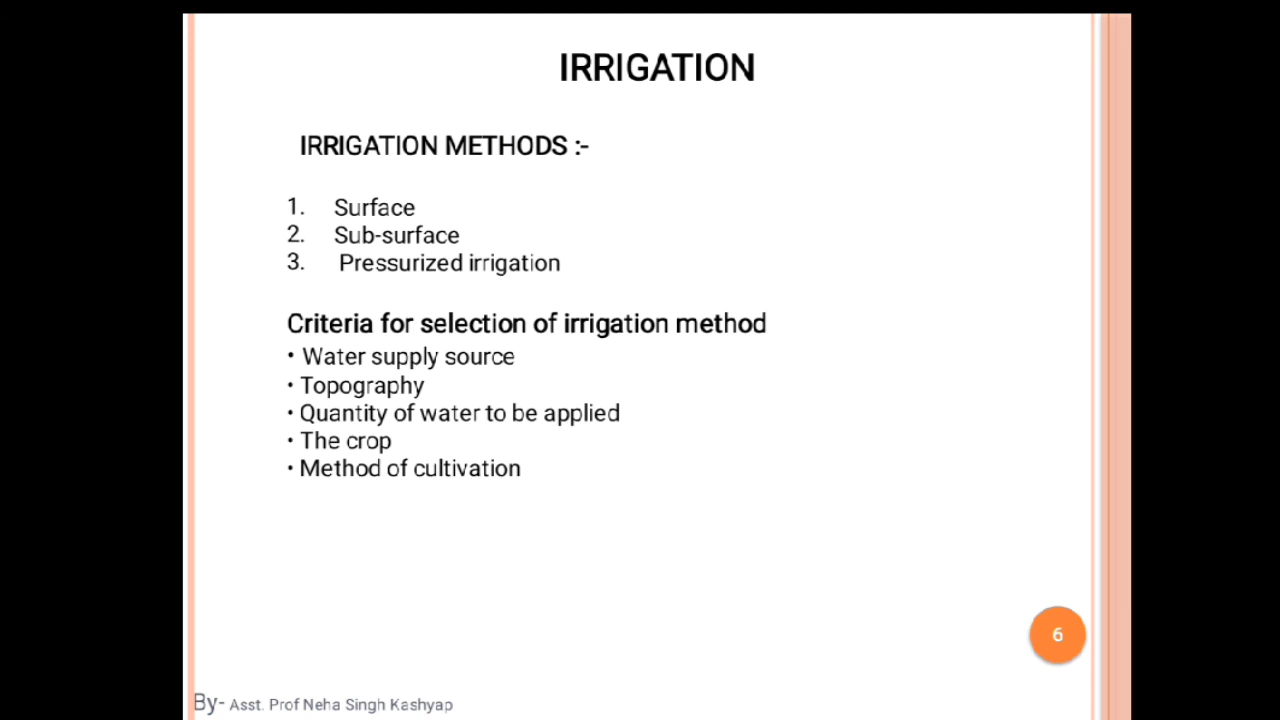 IRRIGATION
IRRIGATION METHODS :-
1. Surface
2. Sub-surface
3. Pressurized irrigation
Criteria for selection of irrigation method
• Water supply source
• Topography
• Quantity of water to be applied
• The crop
• Method of cultivation
6
By- Asst. Prof Neha Singh Kashyap